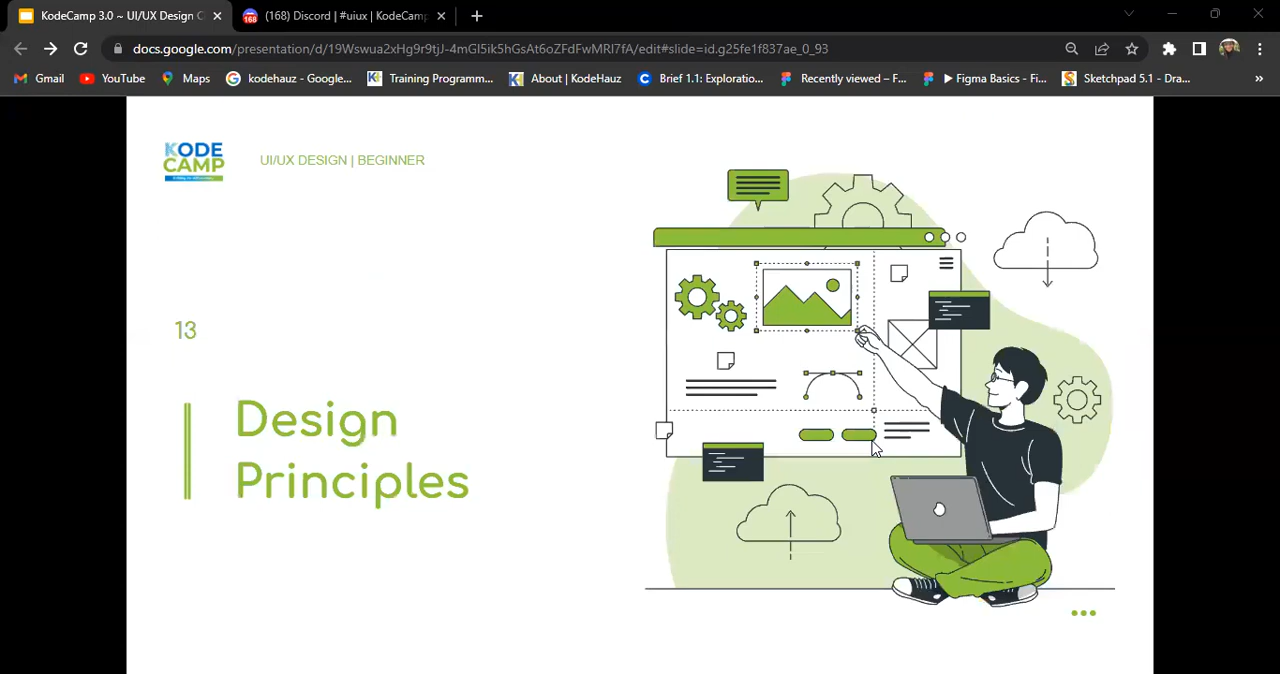 KodeCamp 3.0 ~ UI/UX Design C
(168) Discord | #uiux | KodeCamp
168
docs.google.com/presentation/d/19Wswua2xHg9r9tjJ-4mGI5ik5hGsAt6oZFdFwMRI7fA/edit#slide=id.g25fe1f837ae_0_93
Gmail
YouTube
Maps
kodehauz - Google...
Training Programm...
About | KodeHauz
Brief 1.1: Exploratio...
Recently viewed – F...
Figma Basics - Fi...
Sketchpad 5.1 - Dra...
KODE
CAMP
UI/UX DESIGN | BEGINNER
13
Design
Principles